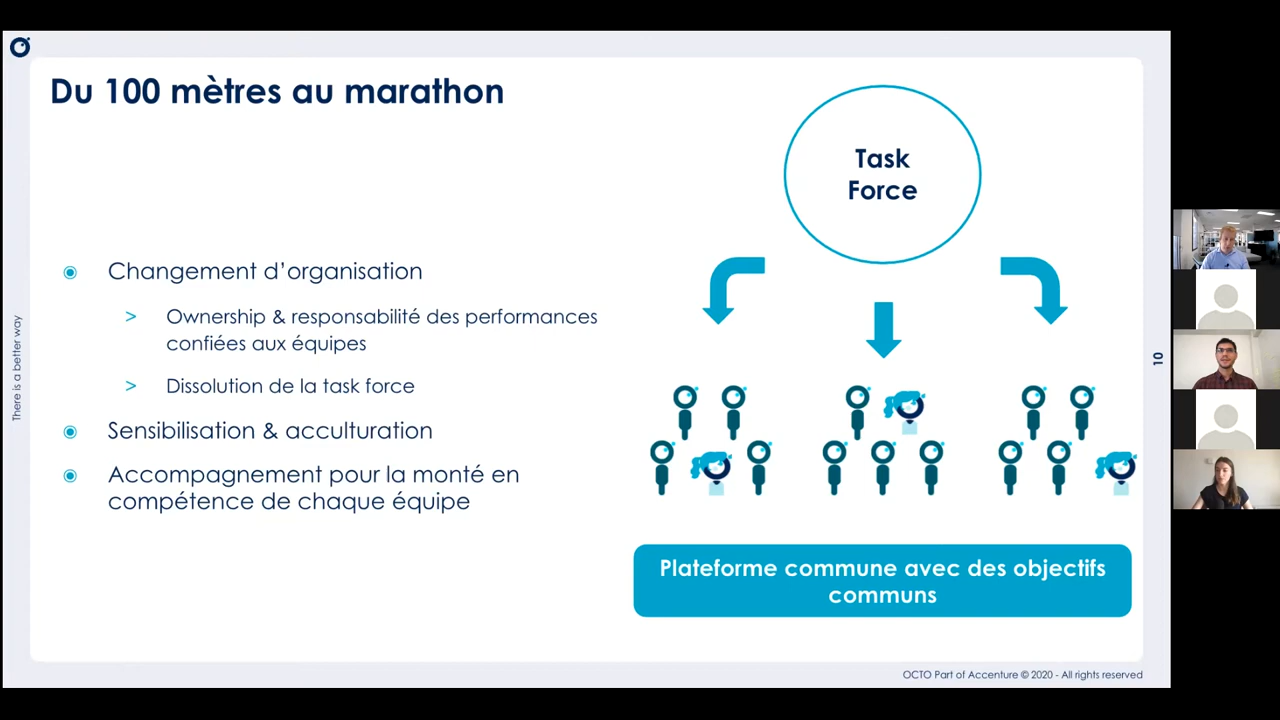 Du 100 mètres au marathon
Task
Force
Changement d'organisation
> Ownership & responsabilité des performances
confiées aux équipes
> Dissolution de la task force
Sensibilisation & acculturation
Accompagnement pour la monté en
compétence de chaque équipe
Plateforme commune avec des objectifs
communs
There is a better way
10
OCTO Part of Accenture © 2020 - All rights reserved